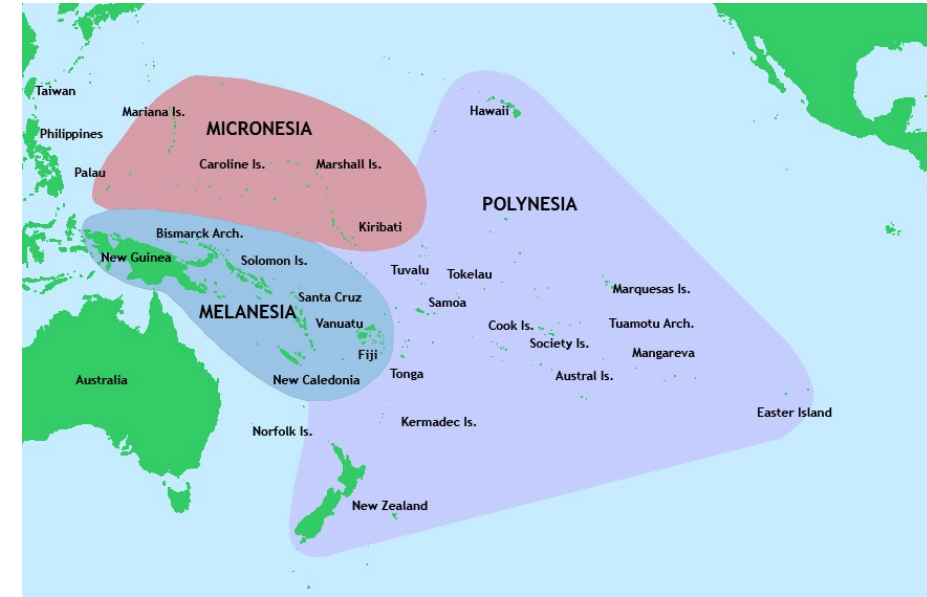 Taiwan
Hawaii
Mariana Is.
MICRONESIA
Philippines
Caroline Is.
Marshall Is.
Palau
POLYNESIA
Kiribati
Bismarck Arch.
New Guinea
Solomon Is.
Tuvalu
Tokelau
Marquesas Is.
Santa Cruz
Samoa
MELANESIA
Vanuatu
Cook Is.
Tuamotu Arch.
Society Is.
Fiji
Mangareva
Tonga
Austral Is.
Australia
New Caledonia
Easter Island
Kermadec Is.
Norfolk Is.
New Zealand